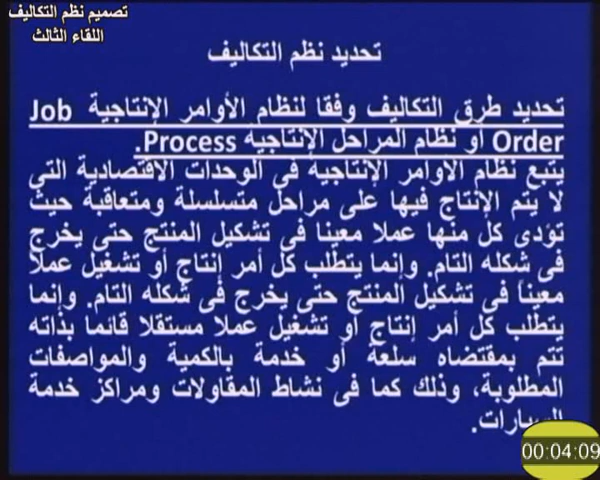 تصميم نظم التكاليف
اللقاء الثالث
تحديد نظم التكاليف
تحديد طرق التكاليف وفقا لنظام الأوامر الإنتاجية Job
Order أو نظام المراحل الإنتاجيه Process.
يتبع نظام الاوامر الإنتاجية فى الوحدات الاقتصادية التى
لا يتم الإنتاج فيها على مراحل متسلسلة ومتعاقبة حيث
تؤدى كل منها عملا معينا فى تشكيل المنتج حتى يخرج
فى شكله التام. وإنما يتطلب كل أمر إنتاج أو تشغيل عملا
معيناً فى تشكيل المنتج حتى يخرج فى شكله التام. وإنما
يتطلب كل أمر إنتاج أو تشغيل عملا مستقلا قائما بذاته
تتم بمقتضاه سلعة أو خدمة بالكمية والمواصفات
المطلوبة، وذلك كما فى نشاط المقاولات ومراكز خدمة
السيارات.
00:04:09